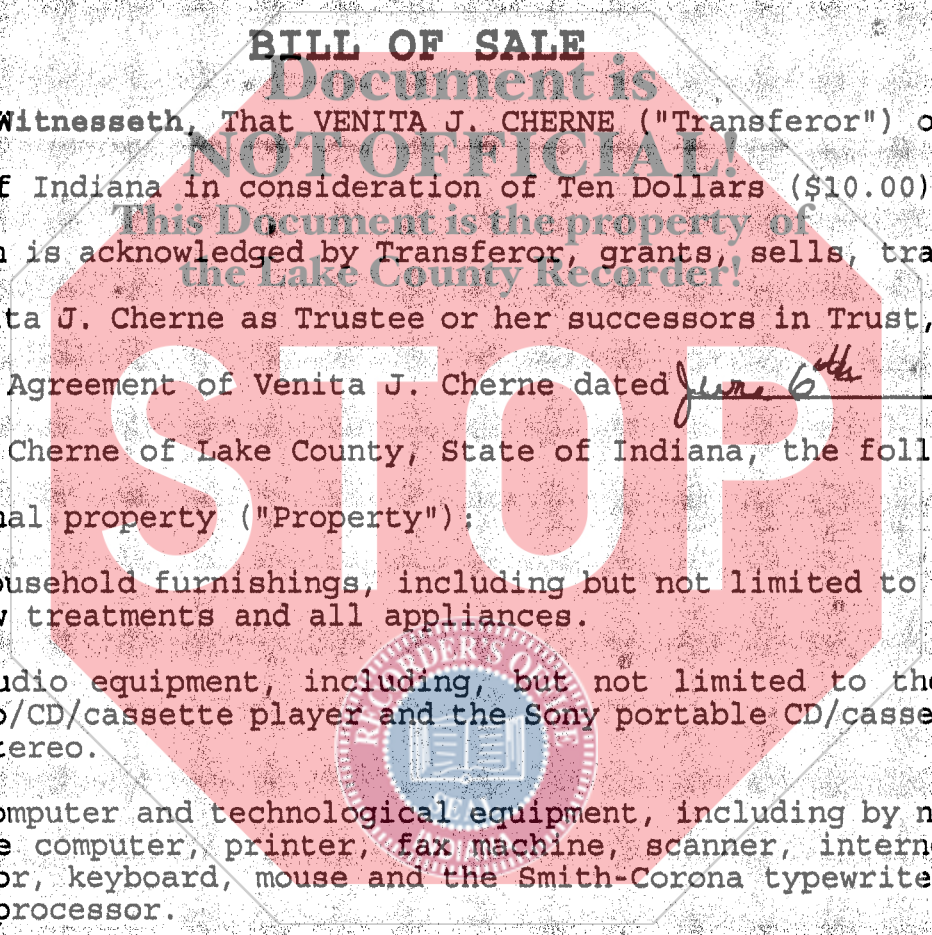 BILL OF SALE
Document is
Witnesseth, That VENITA J. CHERNE ("Transferor") o
NOT OFFICIAL!
f Indiana in consideration of Ten Dollars ($10.00)
This Document is the property of
is acknowledged by Transferor, grants, sells, tra
the Lake County Recorder!
ta J. Cherne as Trustee or her successors in Trust,
STOP
Agreement of Venita J. Cherne dated June 6th
Cherne of Lake County, State of Indiana, the foll
nal property ("Property"):
ousehold furnishings, including but not limited to
w treatments and all appliances.
udio equipment, including, but not limited to the
o/CD/cassette player and the Sony portable CD/casse
tereo.
RECORDER'S OFFICE
SEAL
INDIANA
omputer and technological equipment, including by n
e computer, printer, fax machine, scanner, intern
or, keyboard, mouse and the Smith-Corona typewrite
processor.